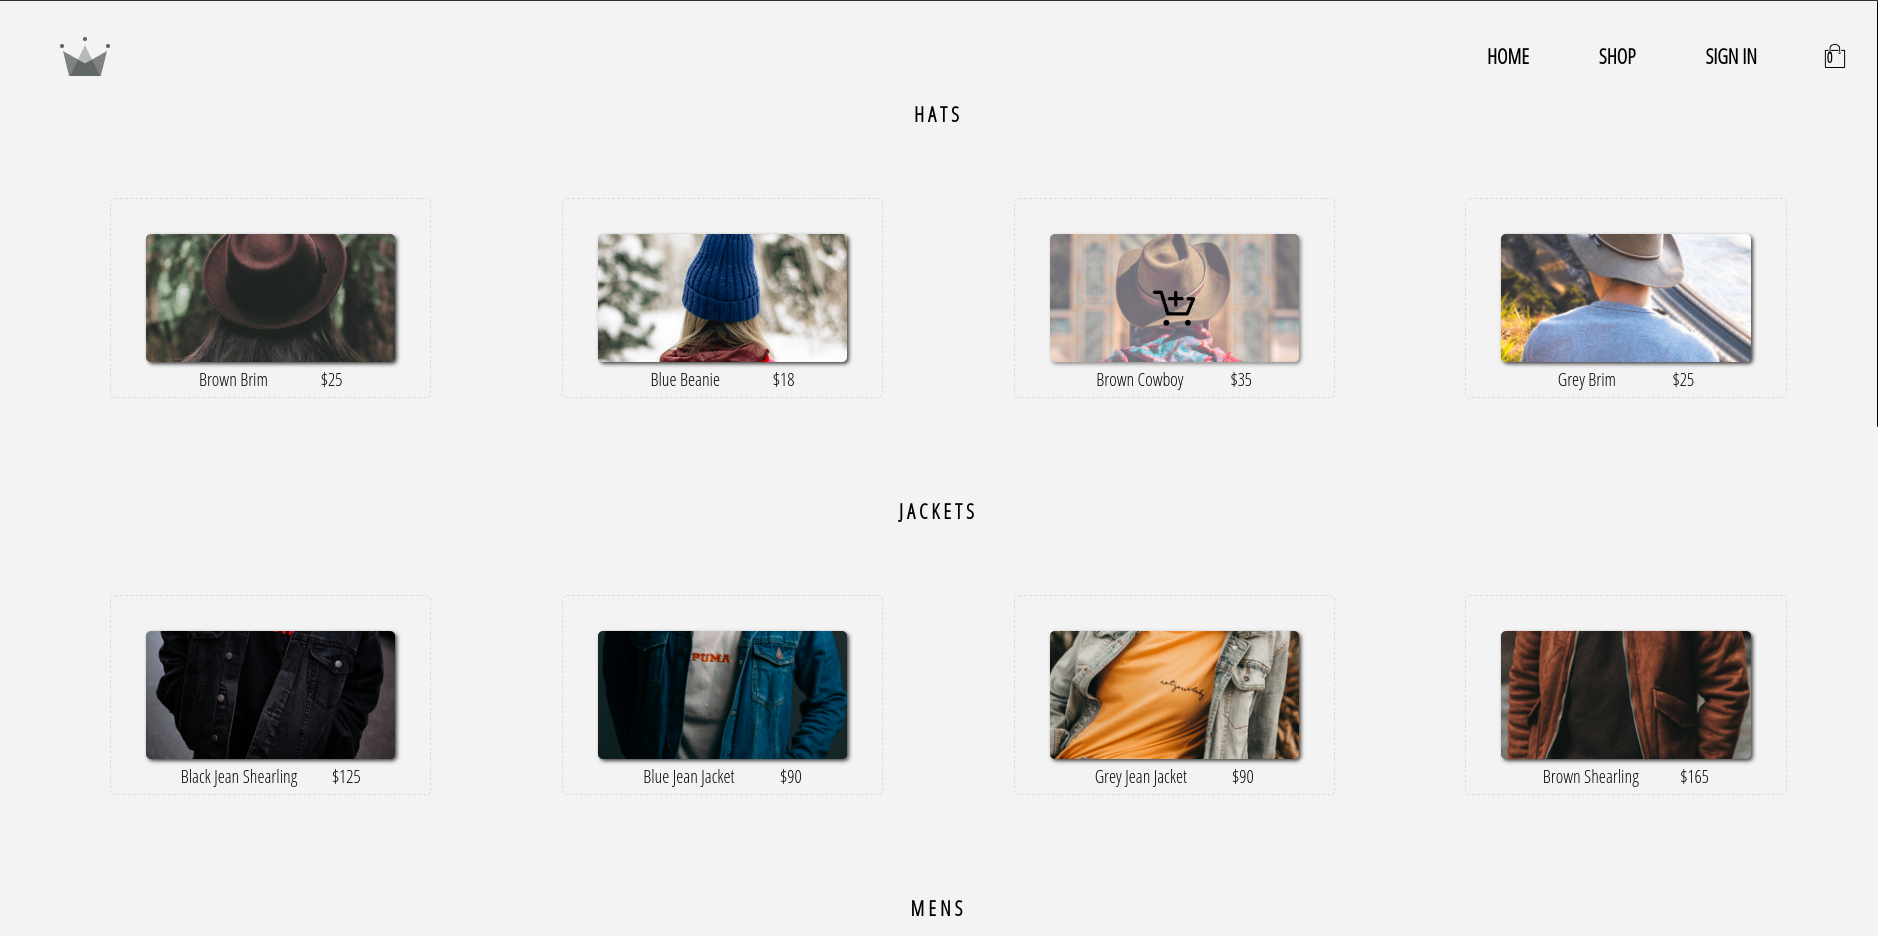 HOME SHOP SIGN IN 0
HATS
Brown Brim $25
Blue Beanie $18
Brown Cowboy $35
Grey Brim $25
JACKETS
PUMA
Black Jean Shearling $125
Blue Jean Jacket $90
Grey Jean Jacket $90
Brown Shearling $165
MENS